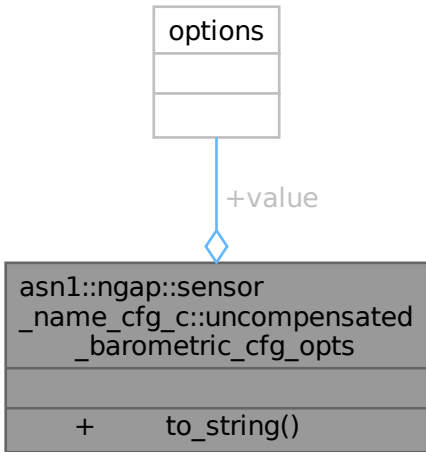 options
+value
asn1::ngap::sensor
_name_cfg_c::uncompensated
_barometric_cfg_opts
+ to_string()